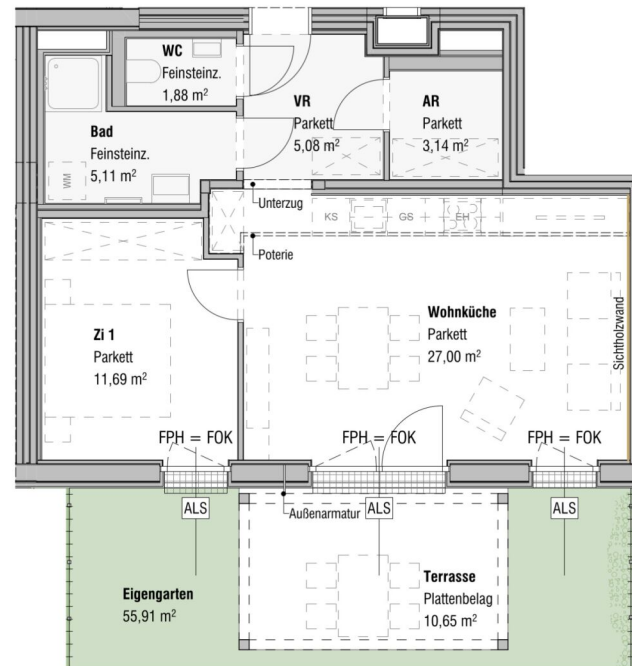 WC
Feinsteinz.
1,88 m²
VR
Parkett
5,08 m²
AR
Parkett
3,14 m²
Bad
Feinsteinz.
5,11 m²
WM
Unterzug
KS
GS
EH
Poterie
Zi 1
Parkett
11,69 m²
Wohnküche
Parkett
27,00 m²
Sichtholzwand
FPH = FOK
FPH = FOK
FPH = FOK
ALS
Außenarmatur
ALS
ALS
Eigengarten
55,91 m²
Terrasse
Plattenbelag
10,65 m²